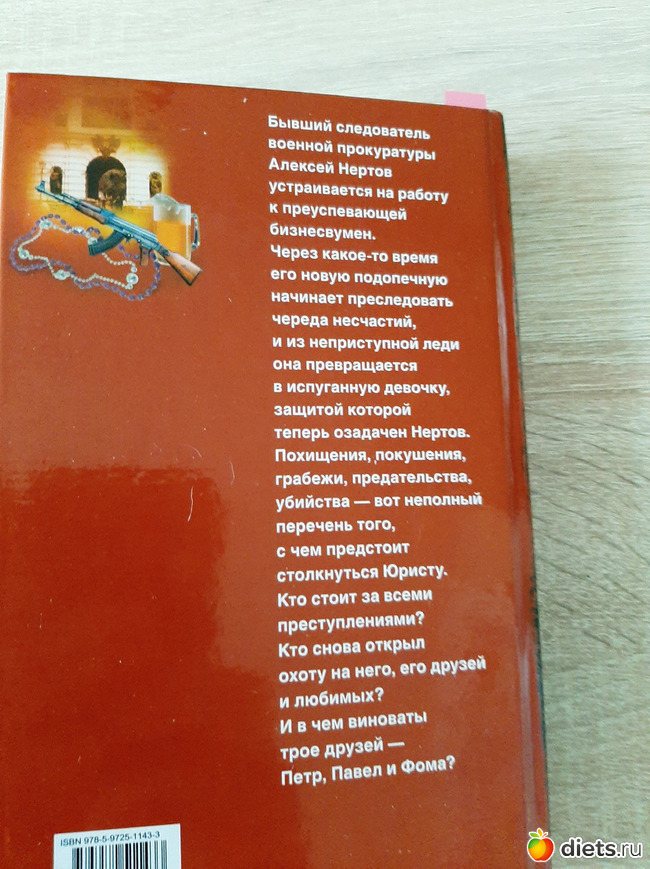 Бывший следователь
военной прокуратуры
Алексей Нертов
устраивается на работу
к преуспевающей
бизнесвумен.
Через какое-то время
его новую подопечную
начинает преследовать
череда несчастий,
и из неприступной леди
она превращается
в испуганную девочку,
защитой которой
теперь озадачен Нертов.
Похищения, покушения,
грабежи, предательства,
убийства — вот неполный
перечень того,
с чем предстоит
столкнуться Юристу.
Кто стоит за всеми
преступлениями?
Кто снова открыл
охоту на него, его друзей
и любимых?
И в чем виноваты
трое друзей —
Петр, Павел и Фома?
ISBN 978-5-9725-1143-3
diets.ru